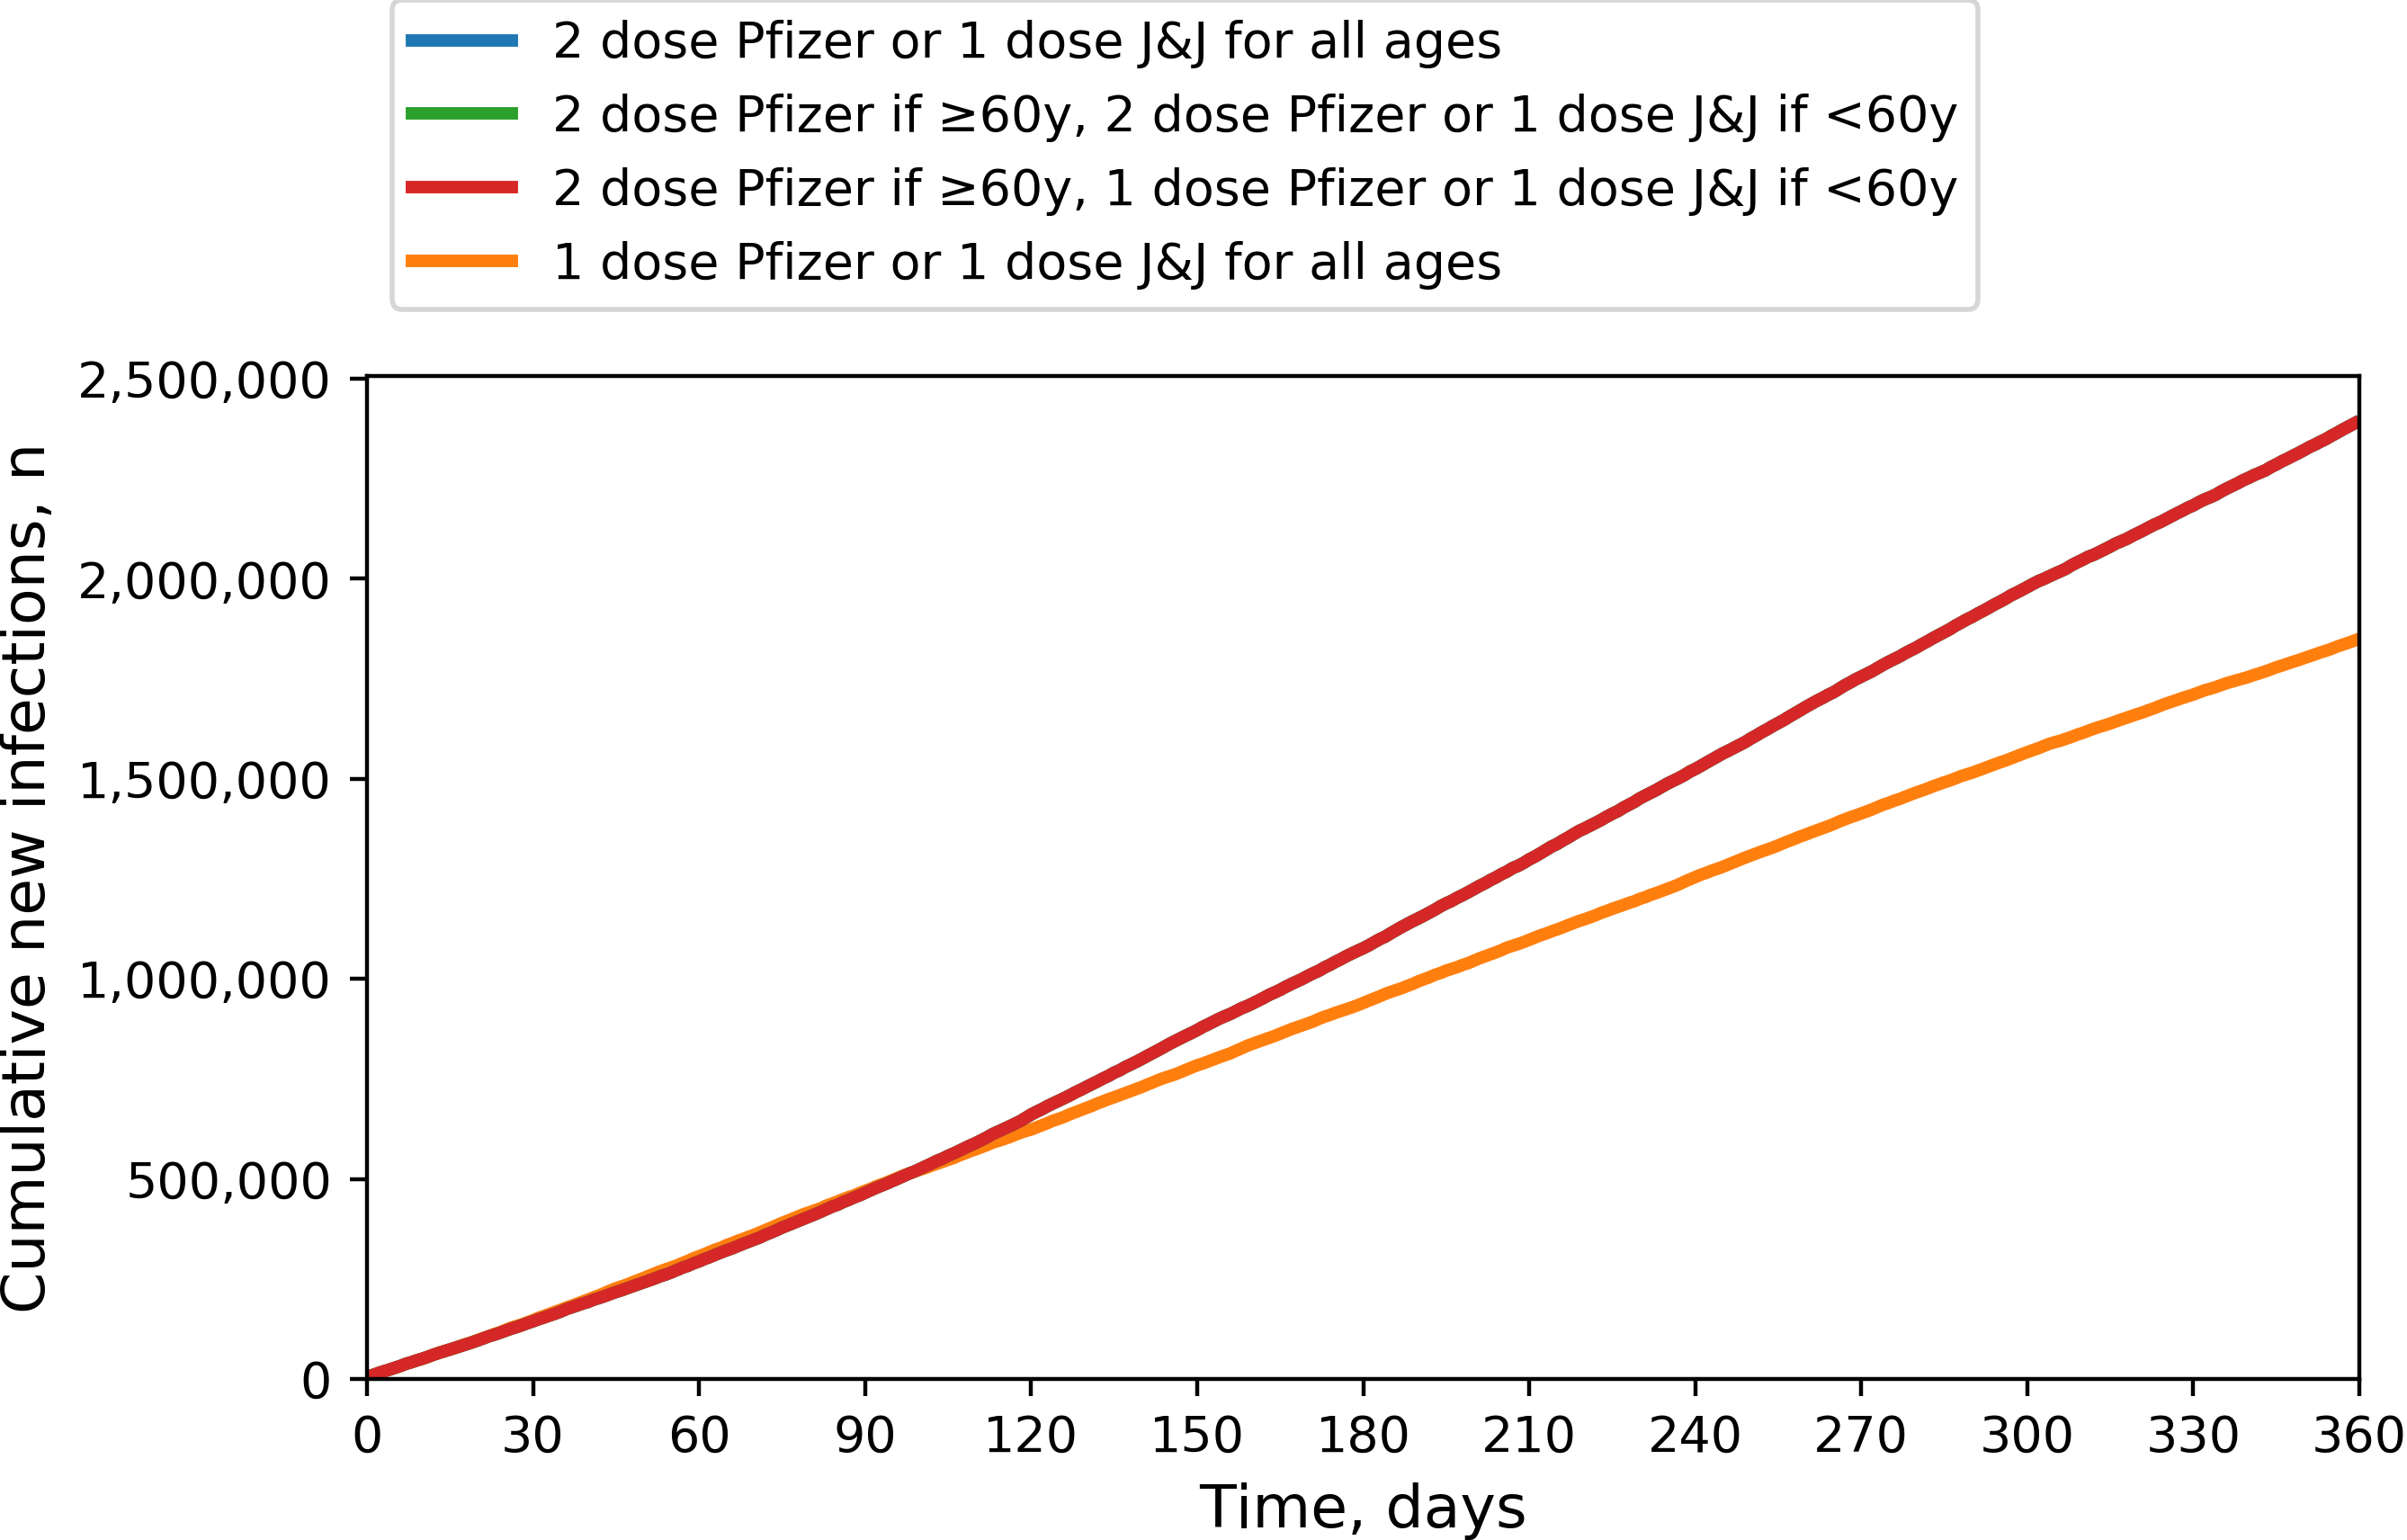 2 dose Pfizer or 1 dose J&J for all ages
2 dose Pfizer if ≥60y, 2 dose Pfizer or 1 dose J&J if <60y
2 dose Pfizer if ≥60y, 1 dose Pfizer or 1 dose J&J if <60y
1 dose Pfizer or 1 dose J&J for all ages
Cumulative new infections, n
2,500,000
2,000,000
1,500,000
1,000,000
500,000
0
0 30 60 90 120 150 180 210 240 270 300 330 360
Time, days